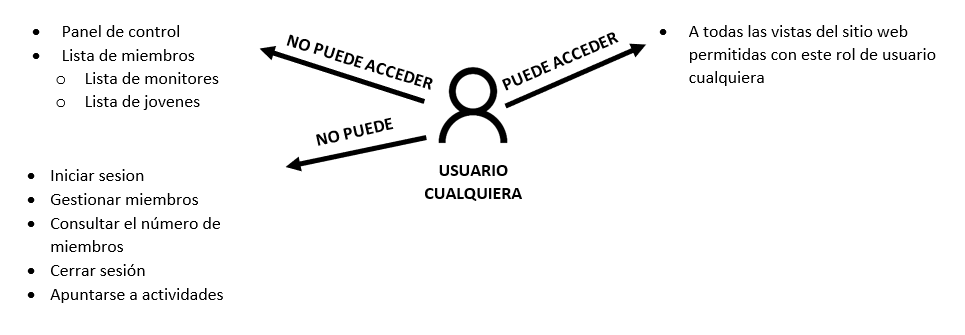 Panel de control
Lista de miembros
Lista de monitores
Lista de jovenes
NO PUEDE ACCEDER
PUEDE ACCEDER
A todas las vistas del sitio web
permitidas con este rol de usuario
cualquiera
NO PUEDE
USUARIO
CUALQUIERA
Iniciar sesion
Gestionar miembros
Consultar el número de
miembros
Cerrar sesión
Apuntarse a actividades